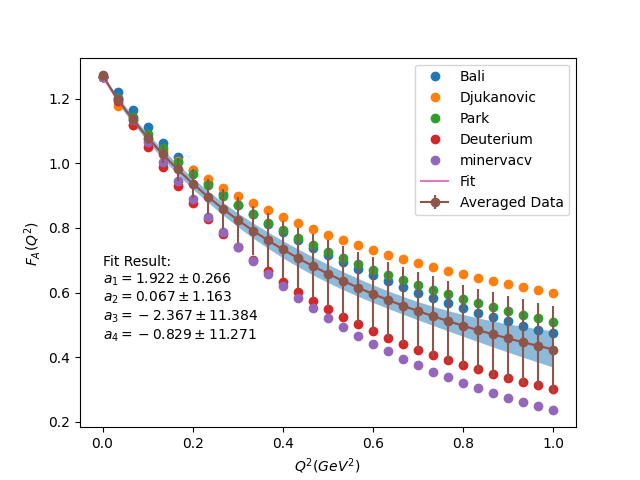 Bali
Djukanovic
Park
Deuterium
minervacv
Fit
Averaged Data
1.2
1.0
0.8
0.6
0.4
0.2
F_A(Q^2)
Fit Result:
a_1 = 1.922 ± 0.266
a_2 = 0.067 ± 1.163
a_3 = −2.367 ± 11.384
a_4 = −0.829 ± 11.271
0.0 0.2 0.4 0.6 0.8 1.0
Q^2(GeV^2)